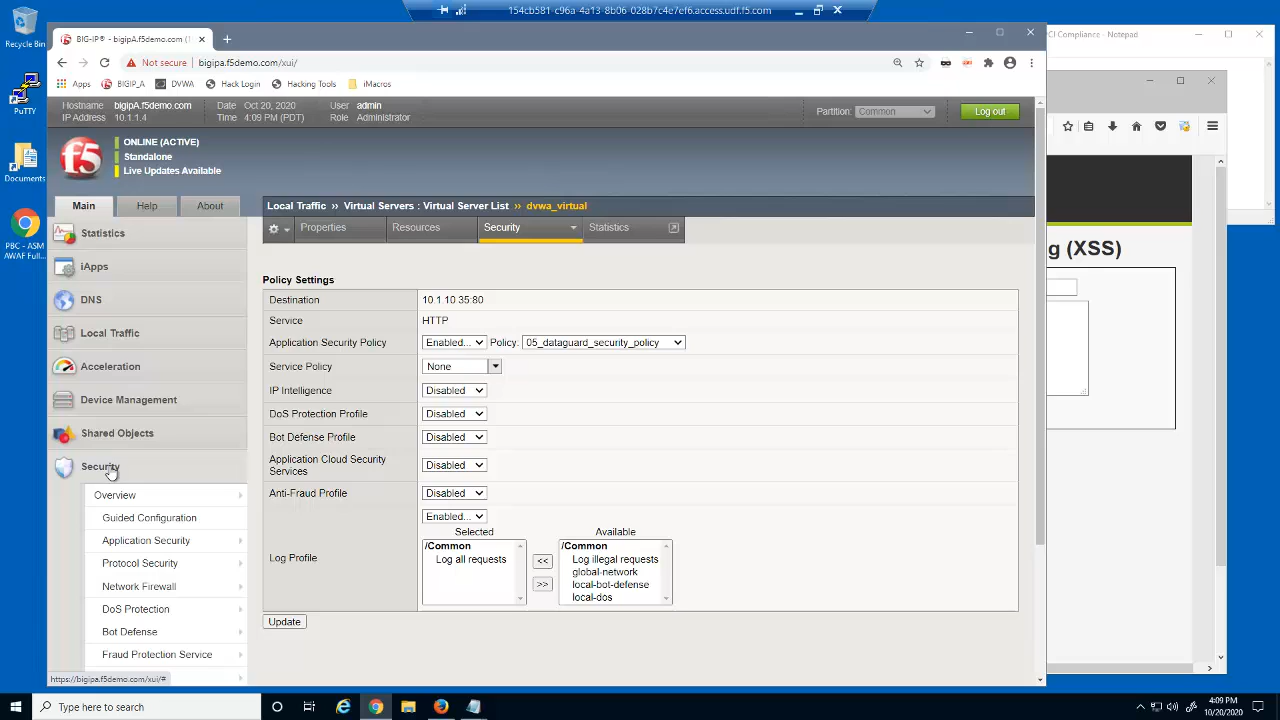 154cb581-c96a-4a13-8b06-028b7c4e7ef6.access.udf.f5.com
Recycle Bin
PuTTY
Documents
PBC - ASM
AWAF Full...
BIG-IP® - bigipa.f5demo.com (1
Not secure
bigipa.f5demo.com/xui/
Apps
BIGIP_A
DVWA
Hack Login
Hacking Tools
iMacros
CI Compliance - Notepad
Hostname bigipA.f5demo.com
IP Address 10.1.1.4
Date Oct 20, 2020
Time 4:09 PM (PDT)
User admin
Role Administrator
Partition: Common
Log out
f5
ONLINE (ACTIVE)
Standalone
Live Updates Available
Main
Help
About
Local Traffic ›› Virtual Servers : Virtual Server List ›› dvwa_virtual
Properties
Resources
Security
Statistics
Statistics
iApps
DNS
Local Traffic
Acceleration
Device Management
Shared Objects
Security
Overview
Guided Configuration
Application Security
Protocol Security
Network Firewall
DoS Protection
Bot Defense
Fraud Protection Service
https://bigipa.f5demo.com/xui/#
Policy Settings
Destination 10.1.10.35:80
Service HTTP
Application Security Policy Enabled... Policy: 05_dataguard_security_policy
Service Policy None
IP Intelligence Disabled
DoS Protection Profile Disabled
Bot Defense Profile Disabled
Application Cloud Security
Services Disabled
Anti-Fraud Profile Disabled
Log Profile Enabled...
Selected Available
/Common
Log all requests
/Common
Log illegal requests
global-network
local-bot-defense
local-dos
<<
>>
Update
g (XSS)
Type here to search
4:09 PM
10/20/2020